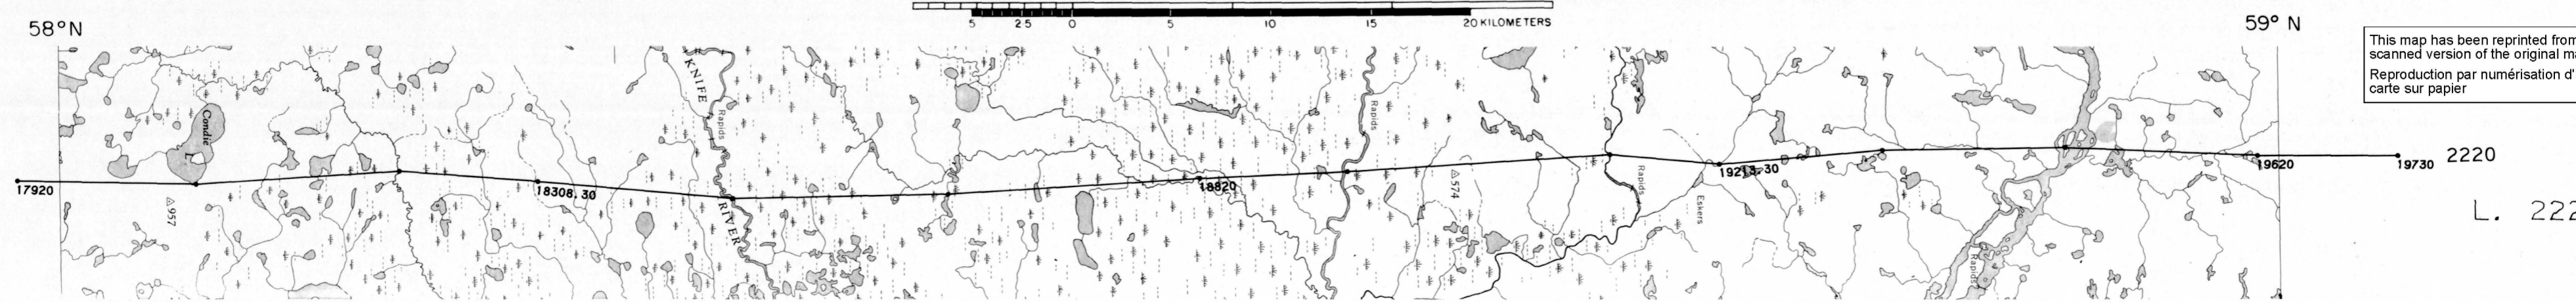 5 2.5 0 5 10 15 20 KILOMETERS
58° N
59° N
This map has been reprinted from
scanned version of the original m
Reproduction par numérisation d'
carte sur papier
KNIFE
Rapids
Rapids
Condie
L
17920
18308.30
18820
19213.30
19620
19730
2220
957
RIVER
574
Rapids
Eskers
Rapids
L. 222